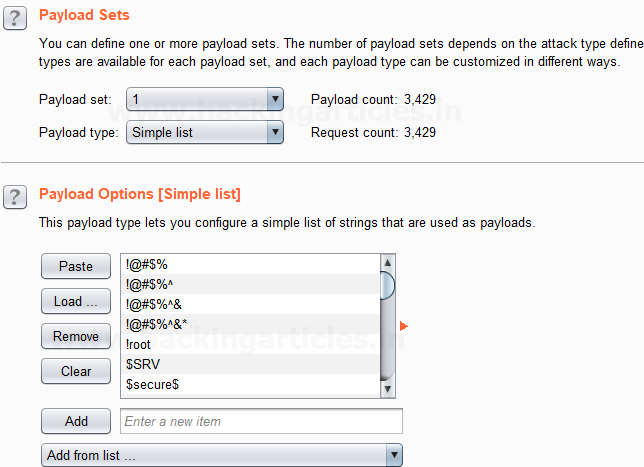 ? Payload Sets
You can define one or more payload sets. The number of payload sets depends on the attack type define
types are available for each payload set, and each payload type can be customized in different ways.
Payload set: 1 Payload count: 3,429
www.hackingarticles.in
Payload type: Simple list Request count: 3,429
? Payload Options [Simple list]
This payload type lets you configure a simple list of strings that are used as payloads.
Paste !@#$%
!@#$%^
Load ... !@#$%^&
!@#$%^&*
Remove !root
www.hackingarticles.in
Clear $SRV
$secure$
Add Enter a new item
Add from list ...